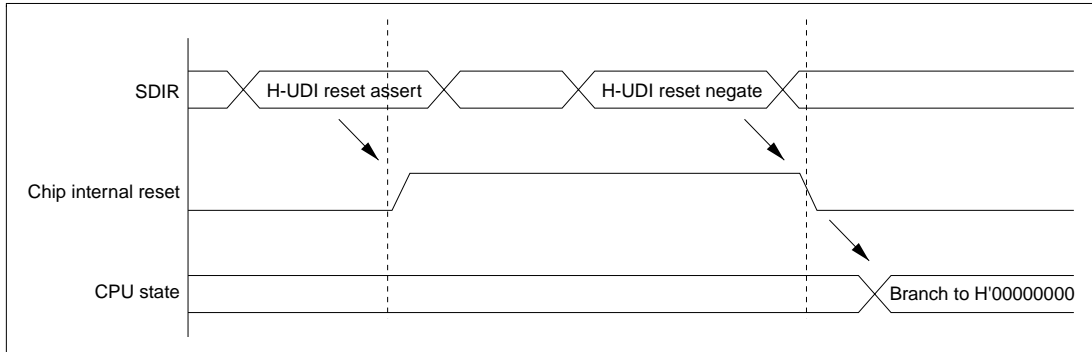 SDIR
H-UDI reset assert
H-UDI reset negate
Chip internal reset
CPU state
Branch to H'00000000